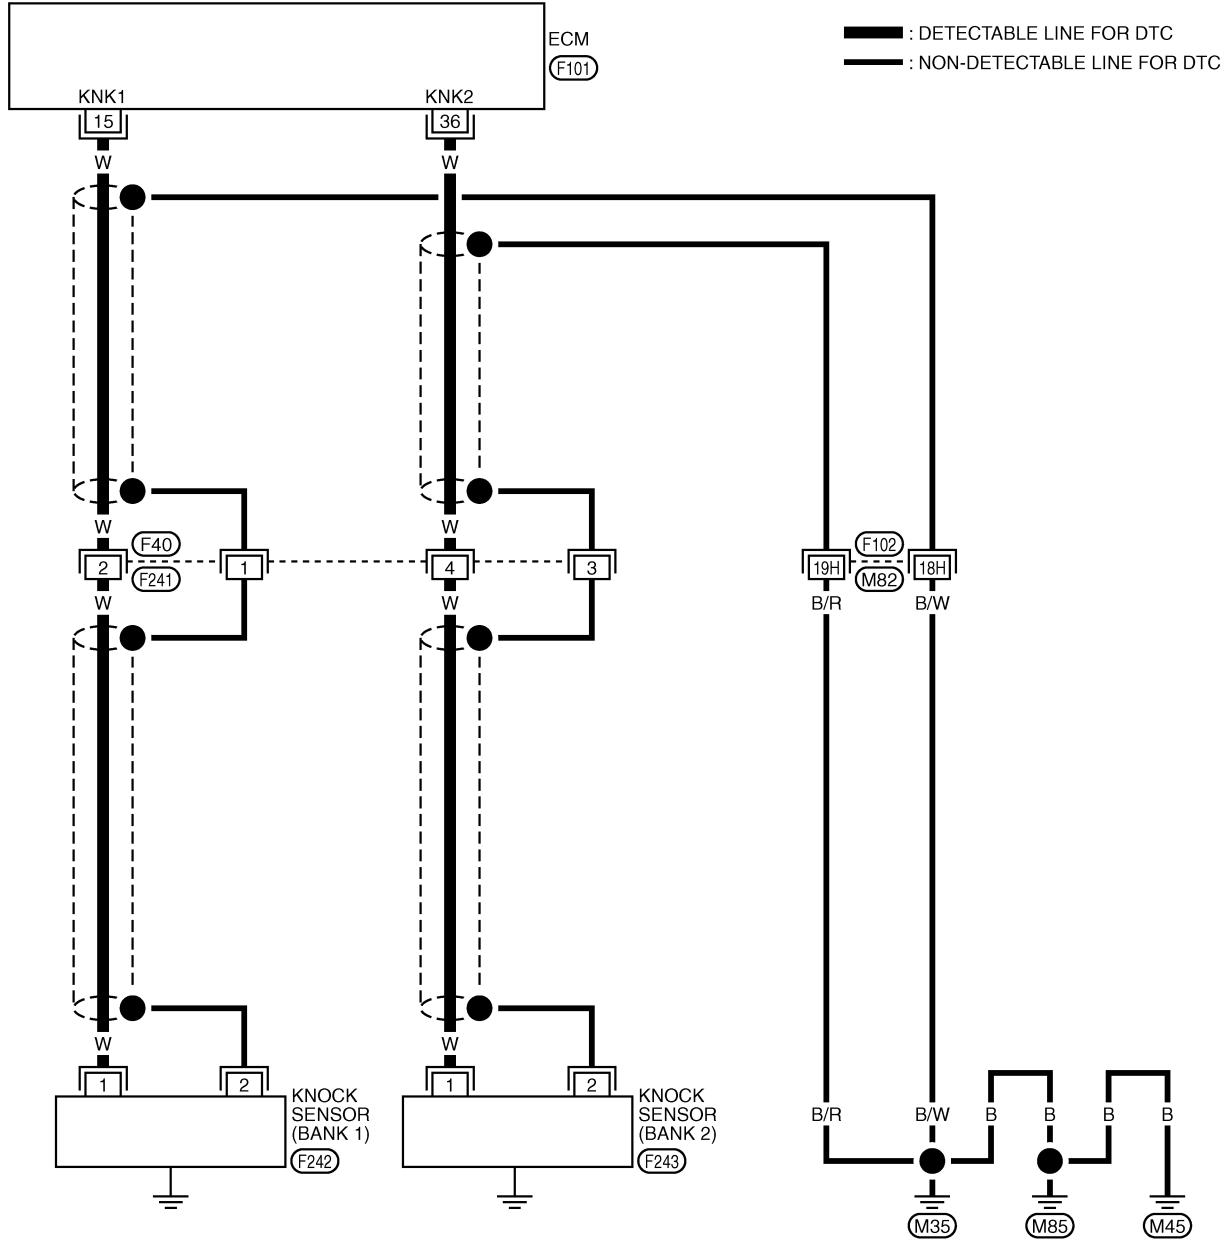 ECM
F101
: DETECTABLE LINE FOR DTC
: NON-DETECTABLE LINE FOR DTC
KNK1
KNK2
15
36
W
W
W
W
F40
F241
2
1
4
3
F102
M82
19H
18H
W
W
B/R
B/W
W
W
1
2
KNOCK
SENSOR
(BANK 1)
F242
1
2
KNOCK
SENSOR
(BANK 2)
F243
B/R
B/W
B
B
B
B
M35
M85
M45